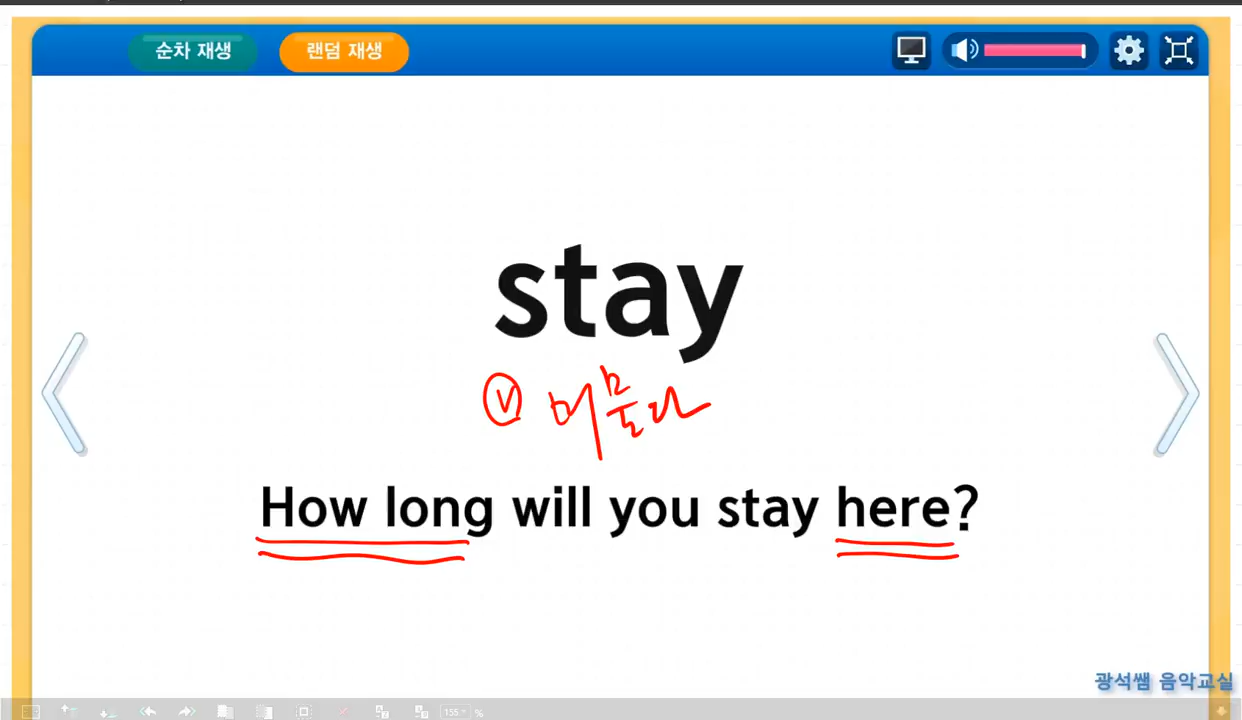 순차 재생 랜덤 재생
stay
ⓥ 머물다
How long will you stay here?
광석쌤 음악교실
155 %